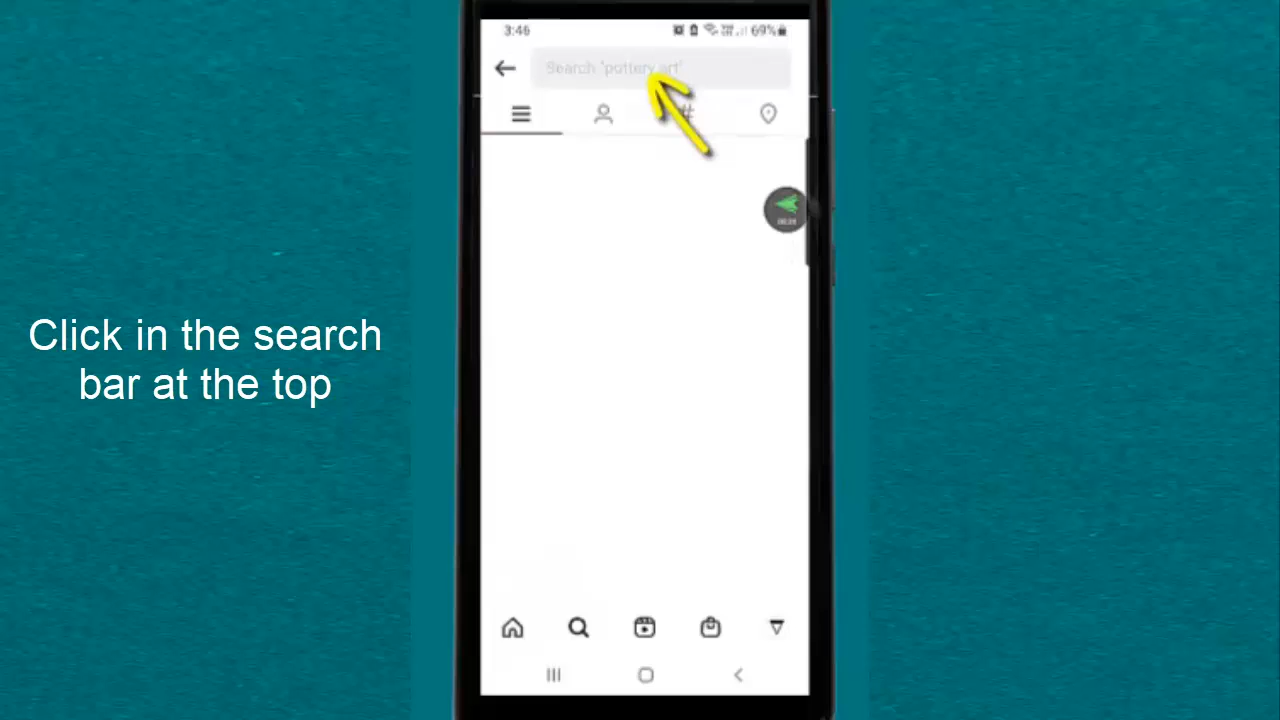 3:46
69%
Search 'pottery art'
#
Click in the search
bar at the top